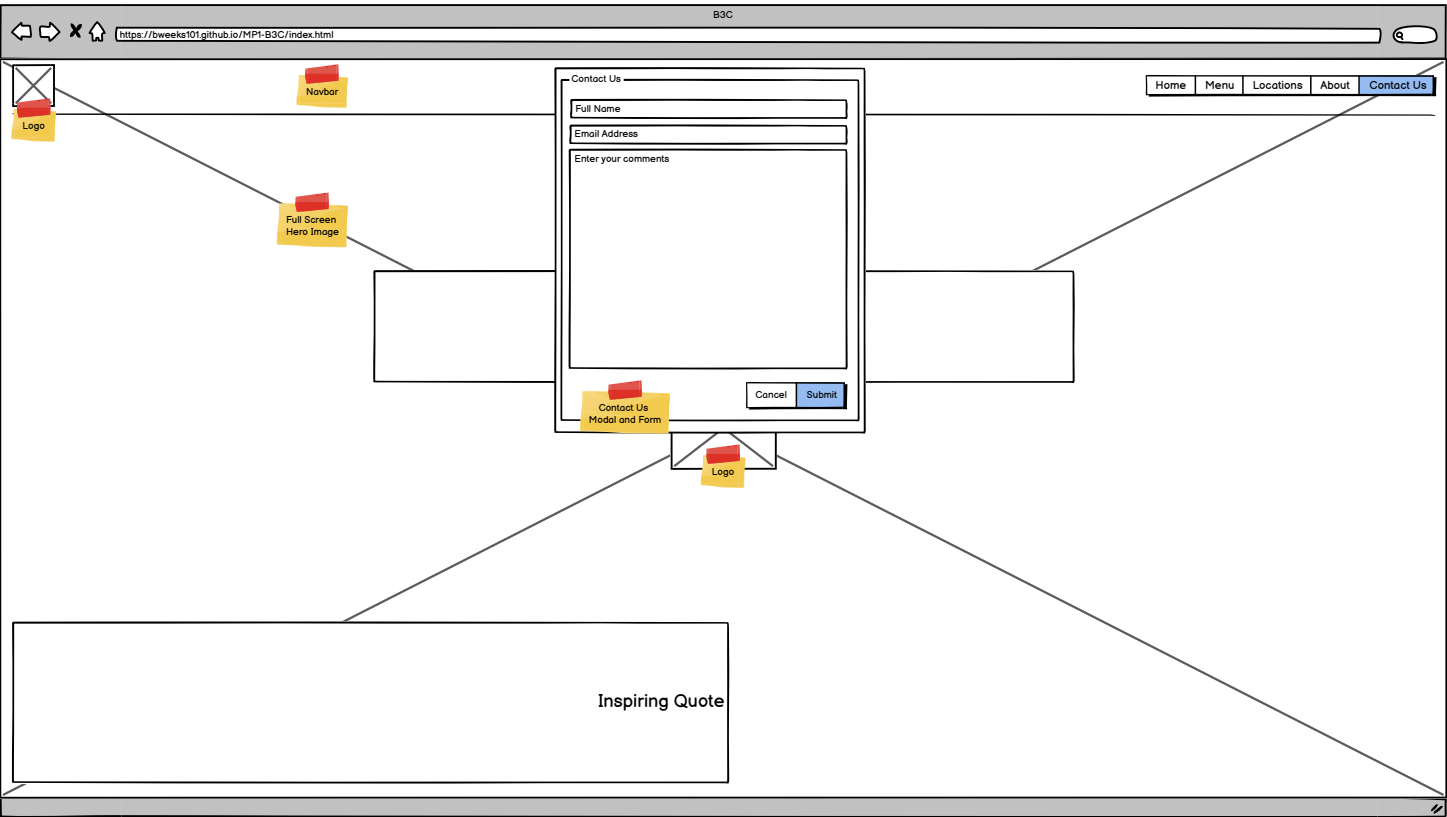 B3C
https://bweeks101.github.io/MP1-B3C/index.html
Navbar
Logo
Home Menu Locations About Contact Us
Contact Us
Full Name
Email Address
Enter your comments
Full Screen
Hero Image
Contact Us
Modal and Form
Cancel Submit
Logo
Inspiring Quote